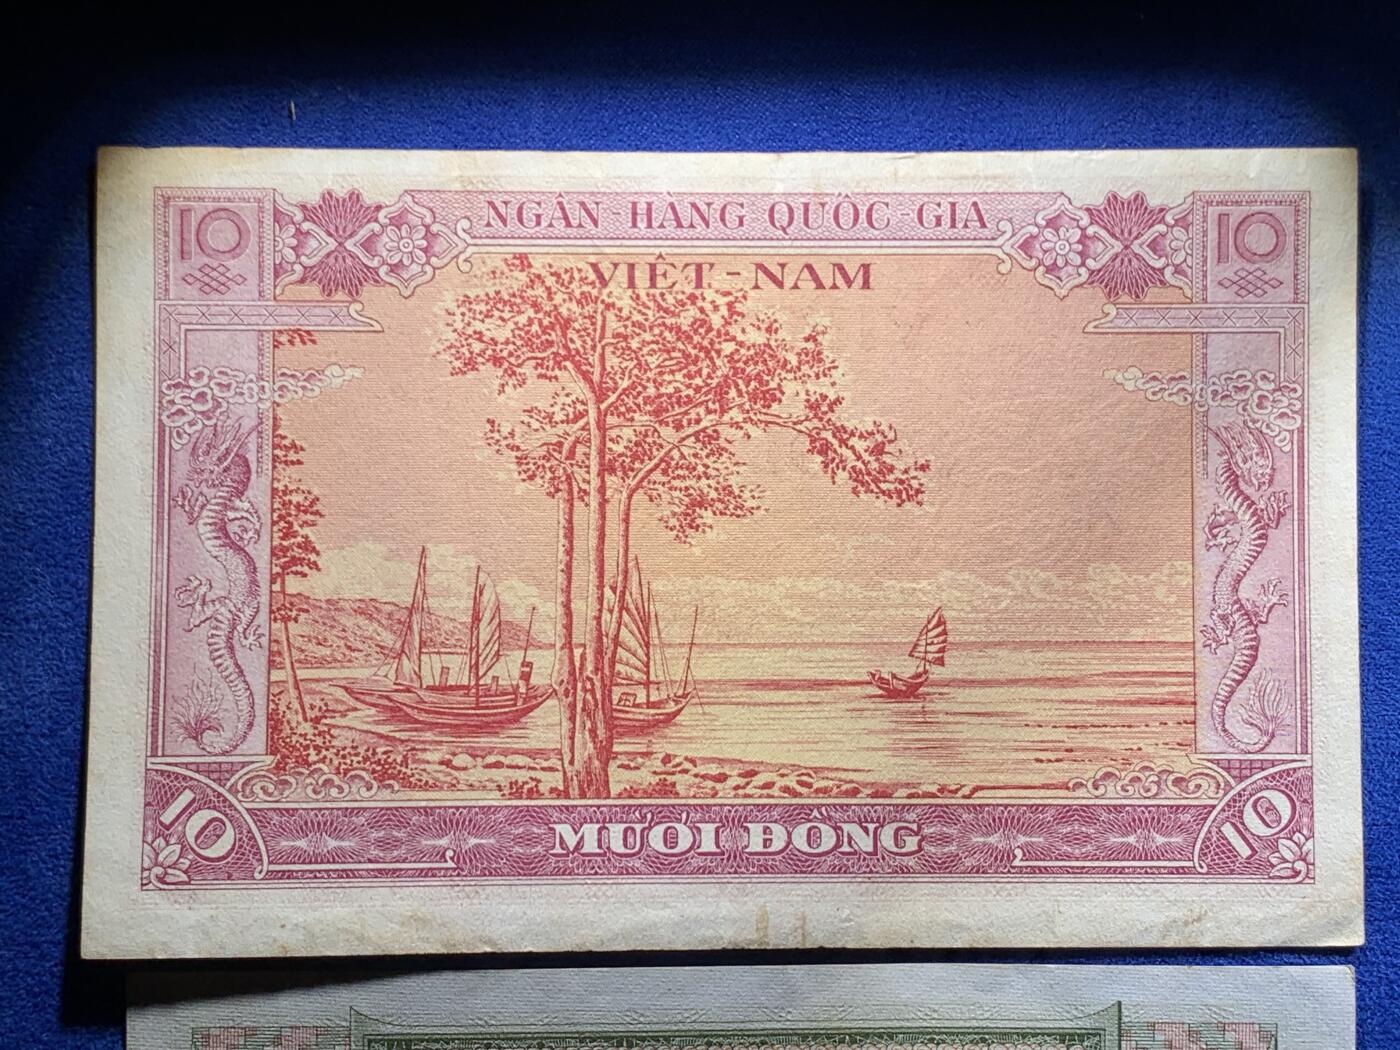 10 NGÂN-HÀNG QUỐC-GIA 10
VIỆT-NAM
10 MƯỜI ĐỒNG 10